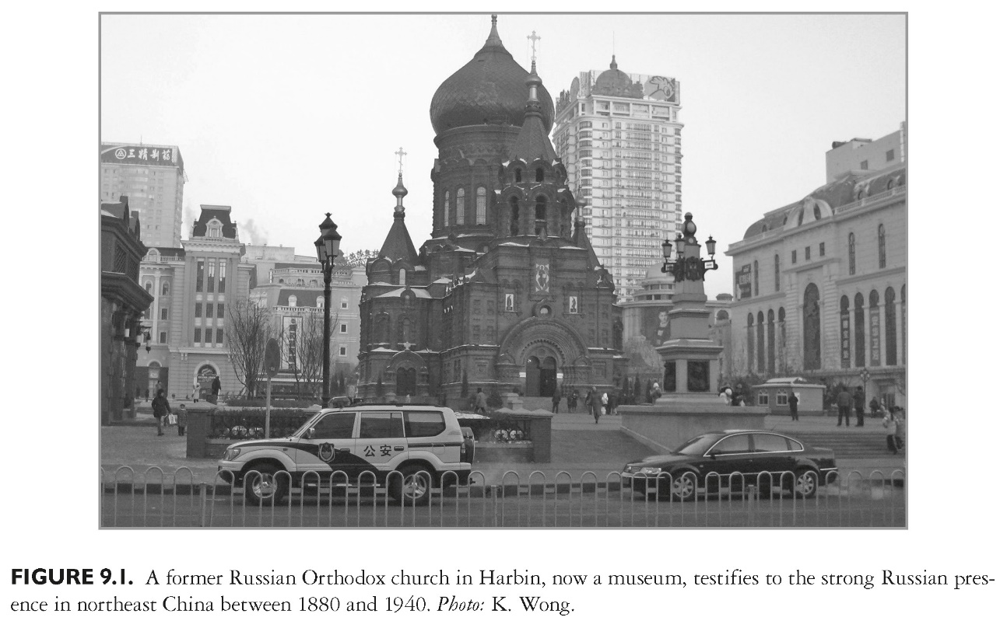 三精制药
公安
FIGURE 9.1. A former Russian Orthodox church in Harbin, now a museum, testifies to the strong Russian pres-
ence in northeast China between 1880 and 1940. Photo: K. Wong.